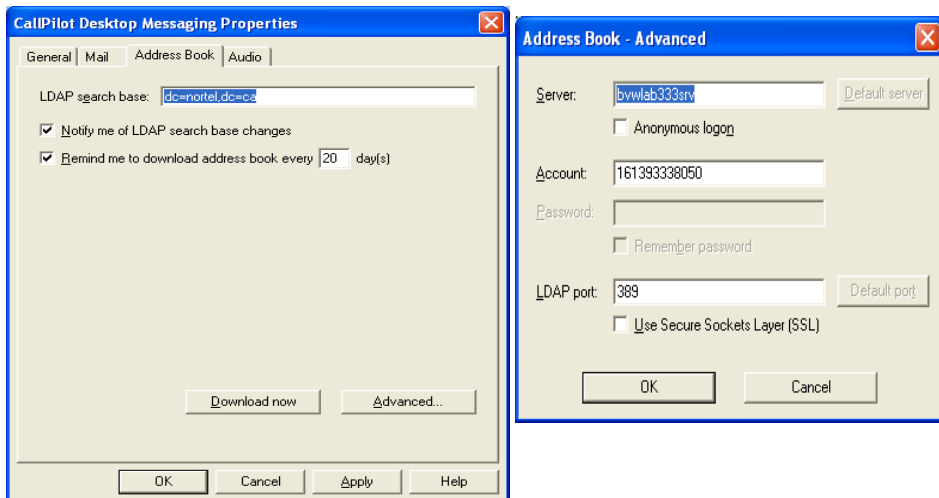 CallPilot Desktop Messaging Properties
General Mail Address Book Audio
LDAP search base: dc=nortel,dc=ca
Notify me of LDAP search base changes
Remind me to download address book every 20 day(s)
Download now Advanced...
OK Cancel Apply Help
Address Book - Advanced
Server: bvwlab333srv Default server
Anonymous logon
Account: 161393338050
Password:
Remember password
LDAP port: 389 Default port
Use Secure Sockets Layer (SSL)
OK Cancel